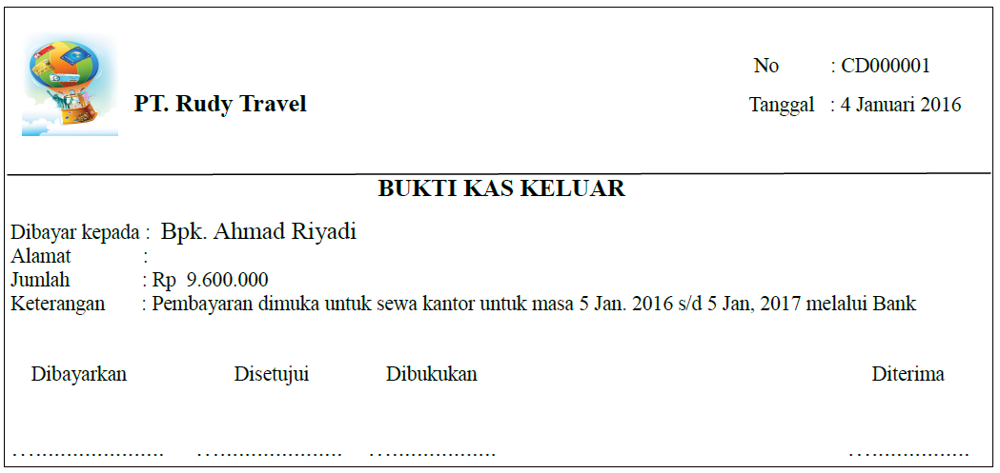 No : CD000001
PT. Rudy Travel
Tanggal : 4 Januari 2016
BUKTI KAS KELUAR
Dibayar kepada : Bpk. Ahmad Riyadi
Alamat :
Jumlah : Rp 9.600.000
Keterangan : Pembayaran dimuka untuk sewa kantor untuk masa 5 Jan. 2016 s/d 5 Jan, 2017 melalui Bank
Dibayarkan Disetujui Dibukukan Diterima
…..................... …..................... …................. …................